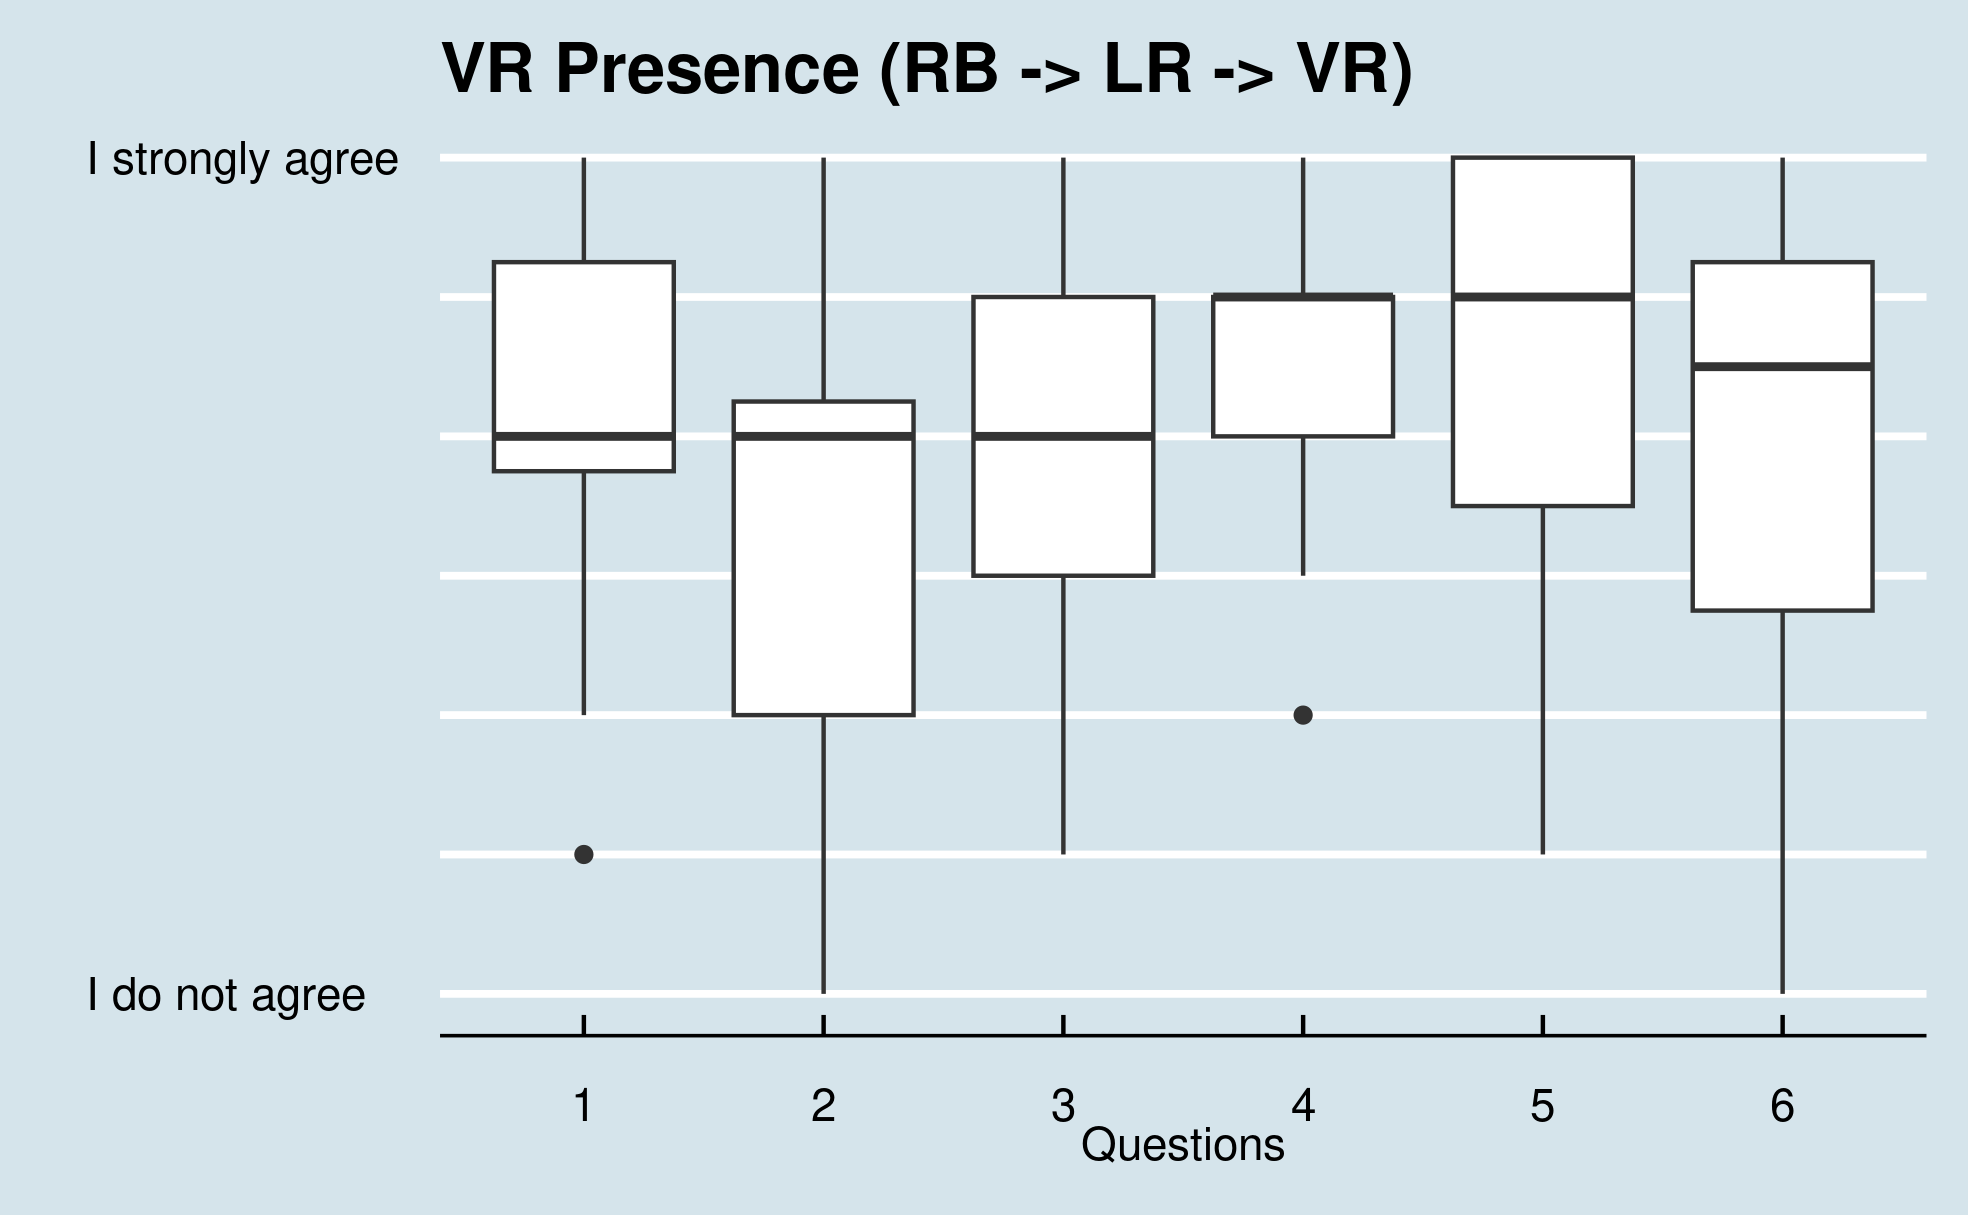 VR Presence (RB -> LR -> VR)
I strongly agree
I do not agree
1 2 3 4 5 6
Questions